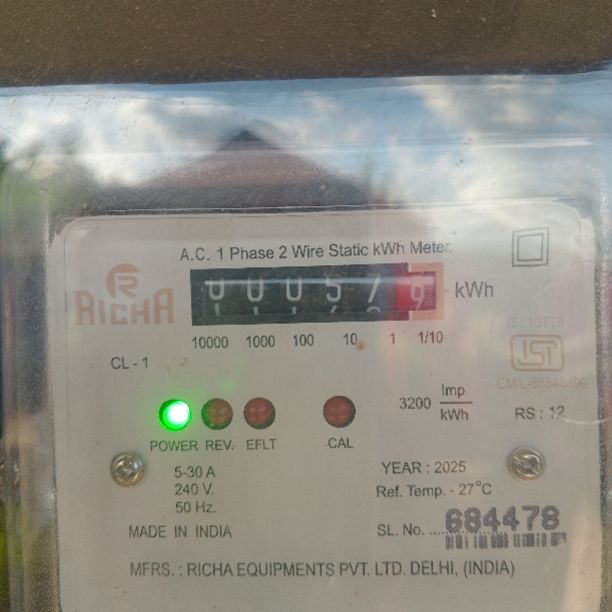 A.C. 1 Phase 2 Wire Static kWh Meter.
R
RICHA
0 0 0 5 7 9 kWh
10000 1000 100 10 1 1/10
IS: 13779
ISI
CL - 1
3200 Imp
kWh
RS : 12
POWER REV. EFLT CAL
5-30 A
240 V.
50 Hz.
YEAR : 2025
Ref. Temp. - 27°C
MADE IN INDIA
SL. No. ..... 684478
MFRS. : RICHA EQUIPMENTS PVT. LTD. DELHI, (INDIA)